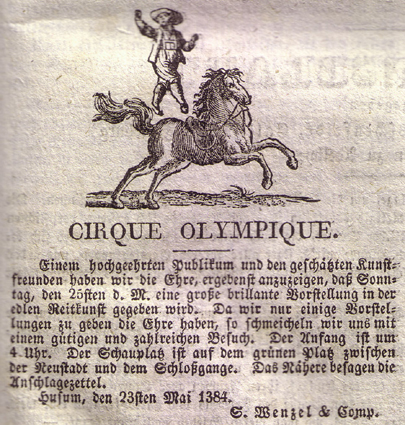 CIRQUE OLYMPIQUE.
Einem hochgeehrten Publikum und den geschätzten Kunst-
freunden haben wir die Ehre, ergebenst anzuzeigen, daß Sonn-
tag, den 25sten d. M. eine große brillante Vorstellung in der
edlen Reitkunst gegeben wird. Da wir nur einige Vorstel-
lungen zu geben die Ehre haben, so schmeicheln wir uns mit
einem gütigen und zahlreichen Besuch. Der Anfang ist um
4 Uhr. Der Schauplatz ist auf dem grünen Platz zwischen
der Neustadt und dem Schloßgange. Das Nähere besagen die
Anschlagezettel.
Husum, den 23sten Mai 1384.
S. Wenzel & Comp.